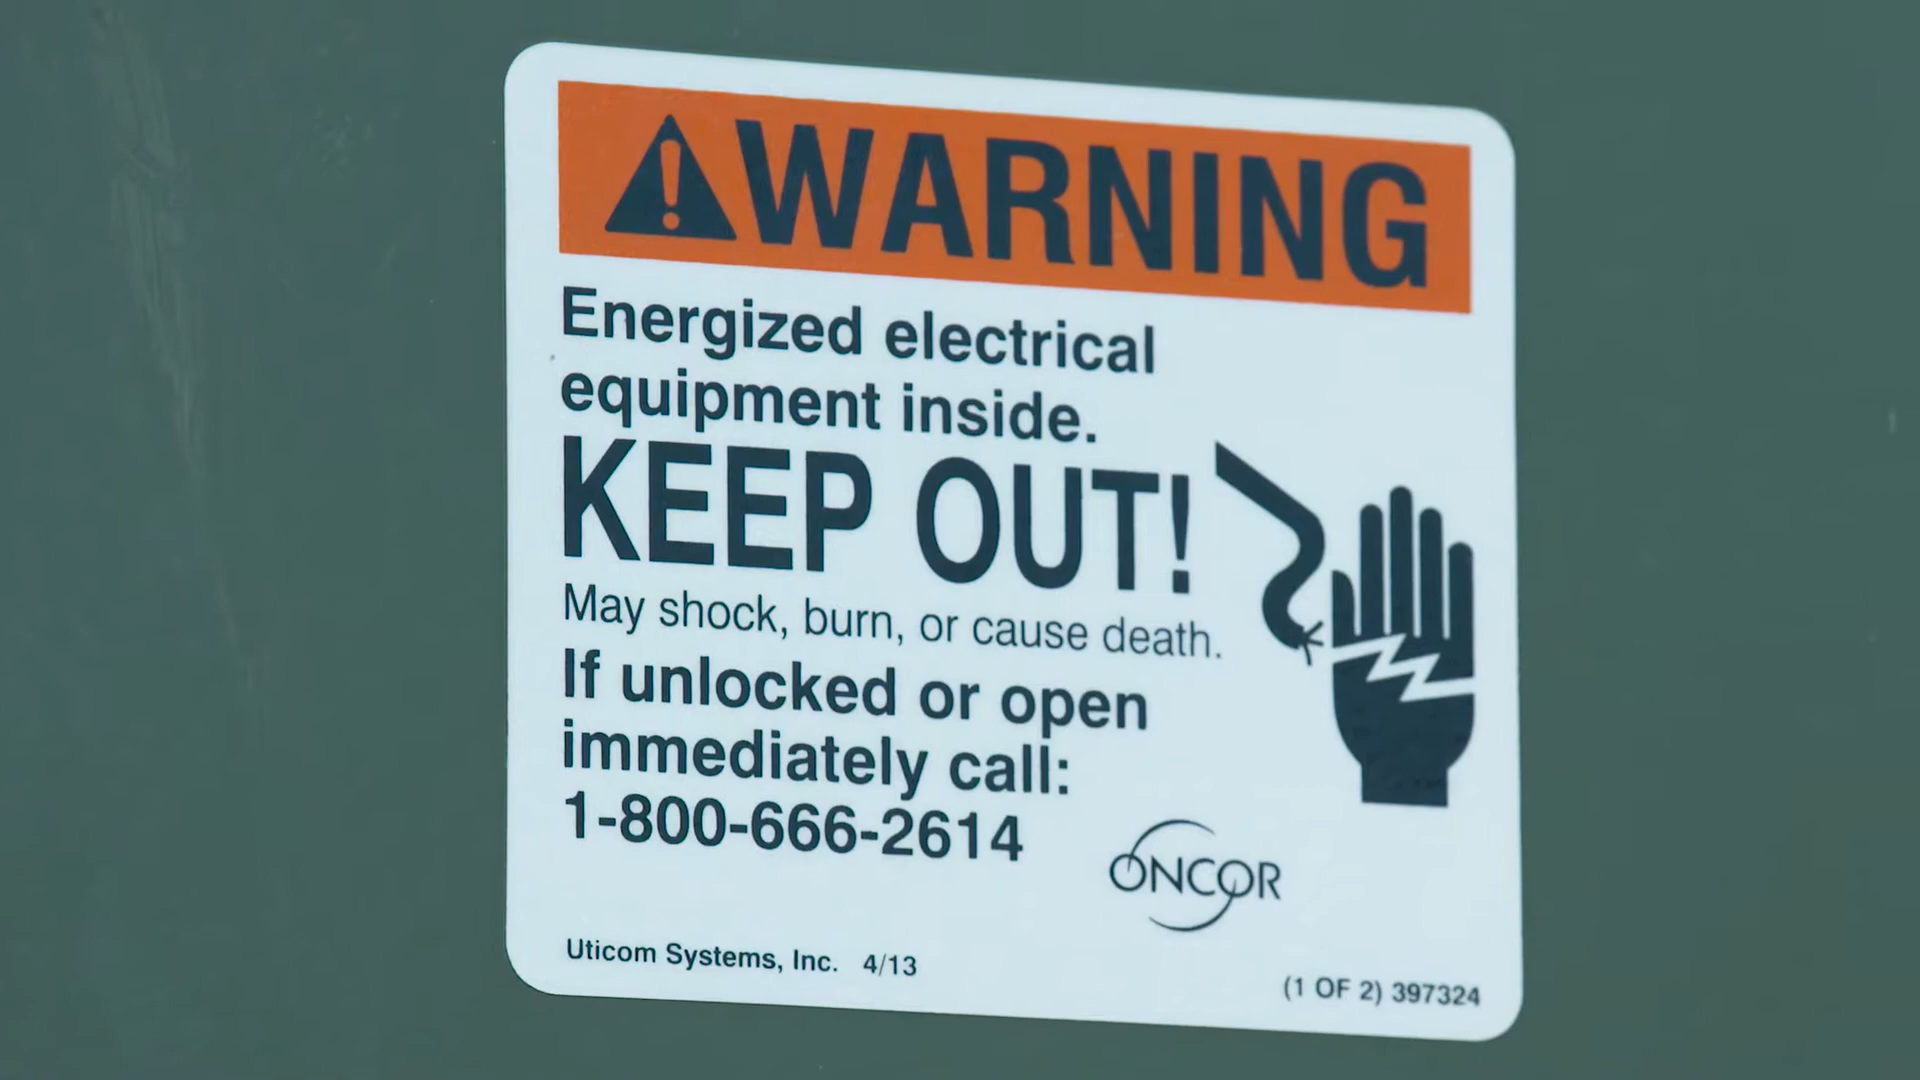 WARNING
Energized electrical
equipment inside.
KEEP OUT!
May shock, burn, or cause death.
If unlocked or open
immediately call:
1-800-666-2614
ONCOR
Uticom Systems, Inc. 4/13
(1 OF 2) 397324